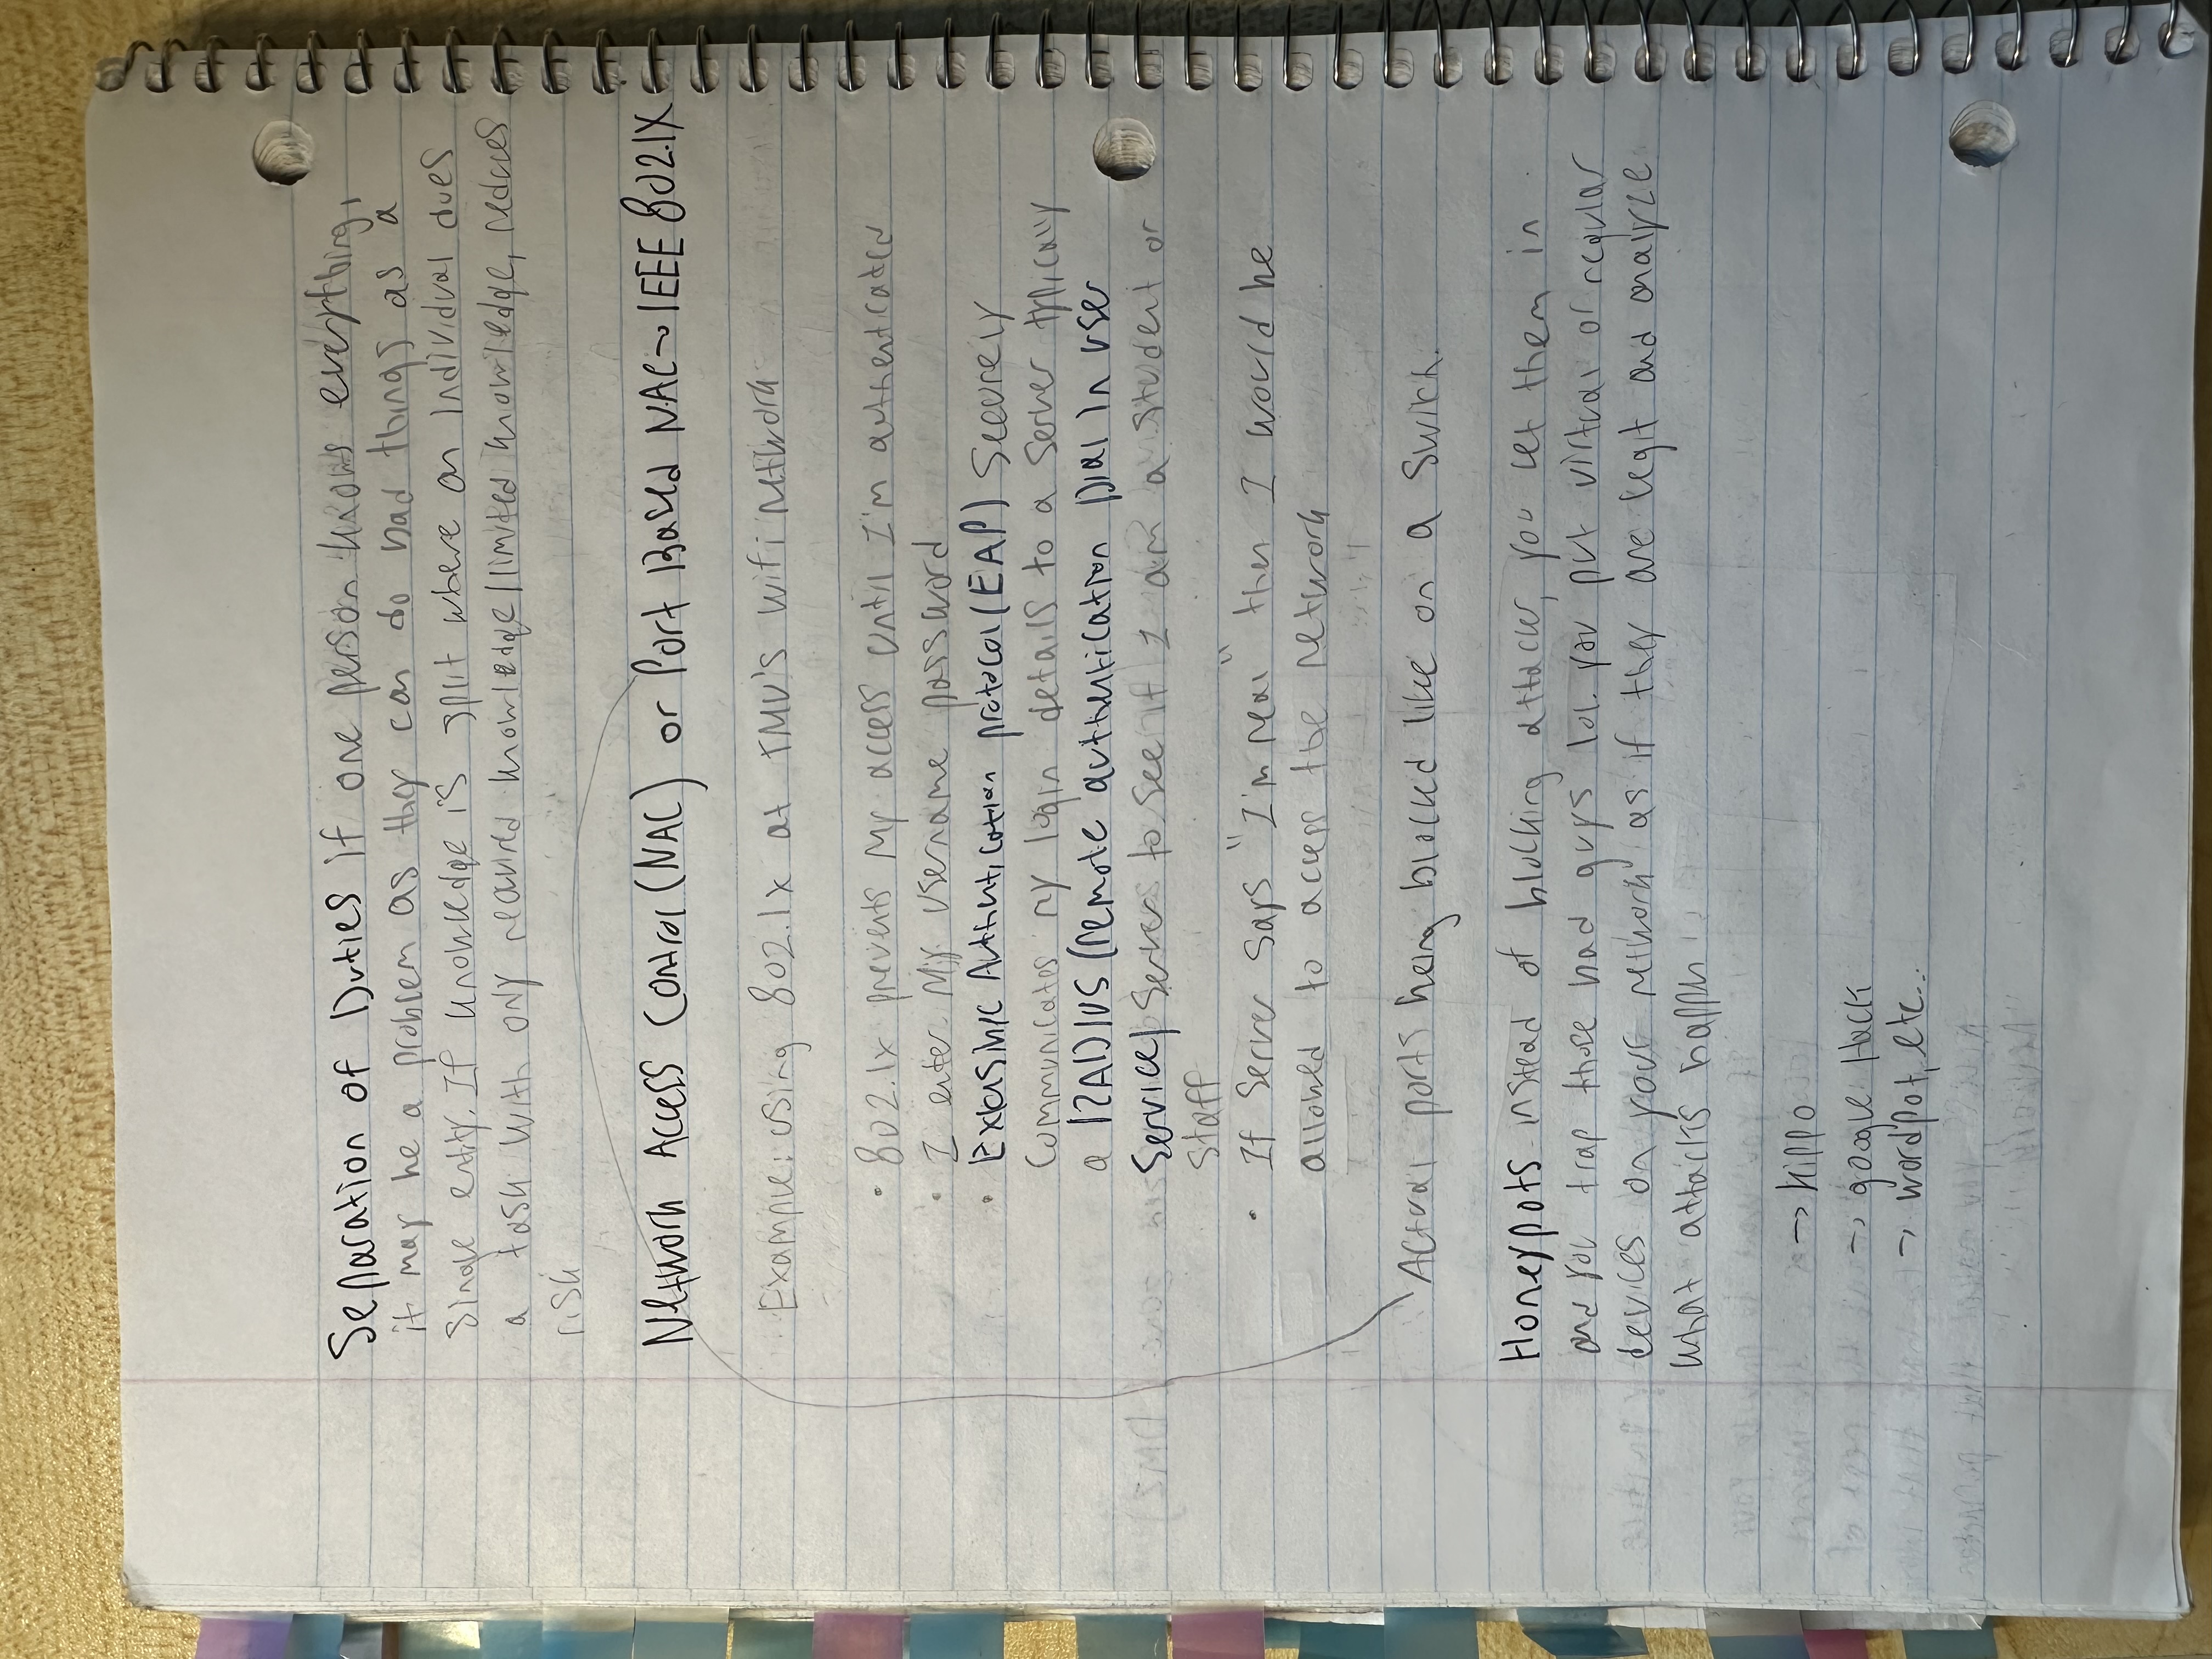 Separation of Duties if one person knows everything,
it may be a problem as they can do bad things as a
single entity. If knowledge is split where an individual does
a task with only required knowledge/limited knowledge, reduces
risk
Network Access Control (NAC) or Port Based NAC → IEEE 802.1X
Example: using 802.1x at TMU's wifi network
• 802.1x prevents my access until I'm authenticated
• I enter my username password
• Extensible Authentication protocol (EAP) Securely
communicates my login details to a server typically
a RADIUS (remote authentication Dial In user
service) server to see if I am a student or
staff
• If server says "I'm real" then I would be
allowed to access the network
Actual ports being blocked like on a switch.
Honeypots instead of blocking attacks, you let them in
and you trap those bad guys lol. you put virtual or regular
devices on your network as if they are legit and analyze
what attacks happen
→ Kippo
→ google Hack
→ wordpot, etc...